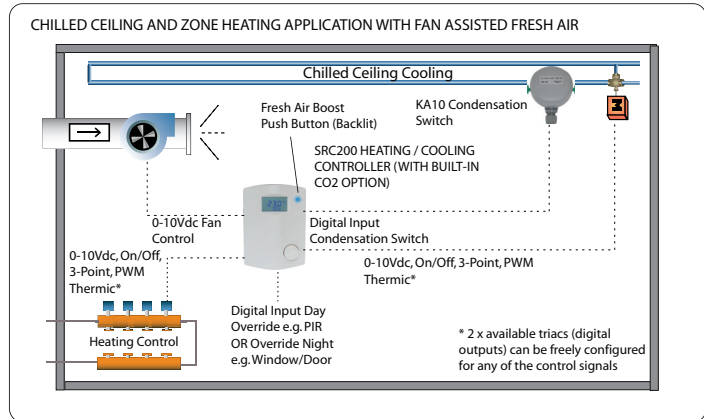 CHILLED CEILING AND ZONE HEATING APPLICATION WITH FAN ASSISTED FRESH AIR
Chilled Ceiling Cooling
Fresh Air Boost
Push Button (Backlit)
KA10 Condensation
Switch
M
SRC200 HEATING / COOLING
CONTROLLER (WITH BUILT-IN
CO2 OPTION)
0-10Vdc Fan
Control
Digital Input
Condensation Switch
0-10Vdc, On/Off,
3-Point, PWM
Thermic*
0-10Vdc, On/Off, 3-Point, PWM
Thermic*
Heating Control
Digital Input Day
Override e.g. PIR
OR Override Night
e.g. Window/Door
* 2 x available triacs (digital
outputs) can be freely configured
for any of the control signals